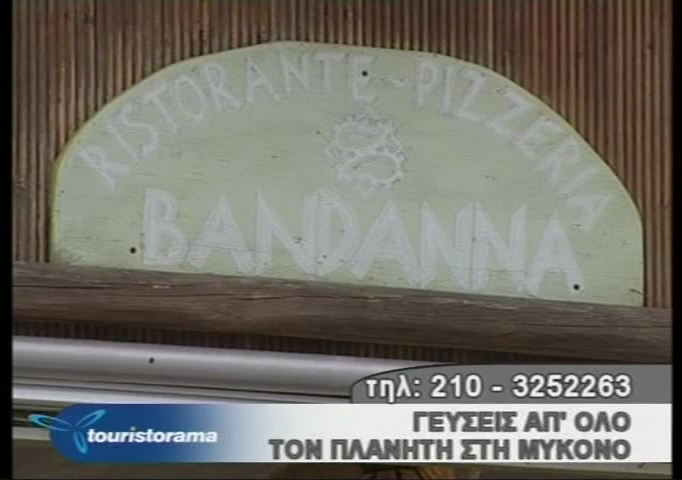 RISTORANTE - PIZZERIA
BANDANNA
τηλ: 210 - 3252263
ΓΕΥΣΕΙΣ ΑΠ' ΟΛΟ
ΤΟΝ ΠΛΑΝΗΤΗ ΣΤΗ ΜΥΚΟΝΟ
touristorama